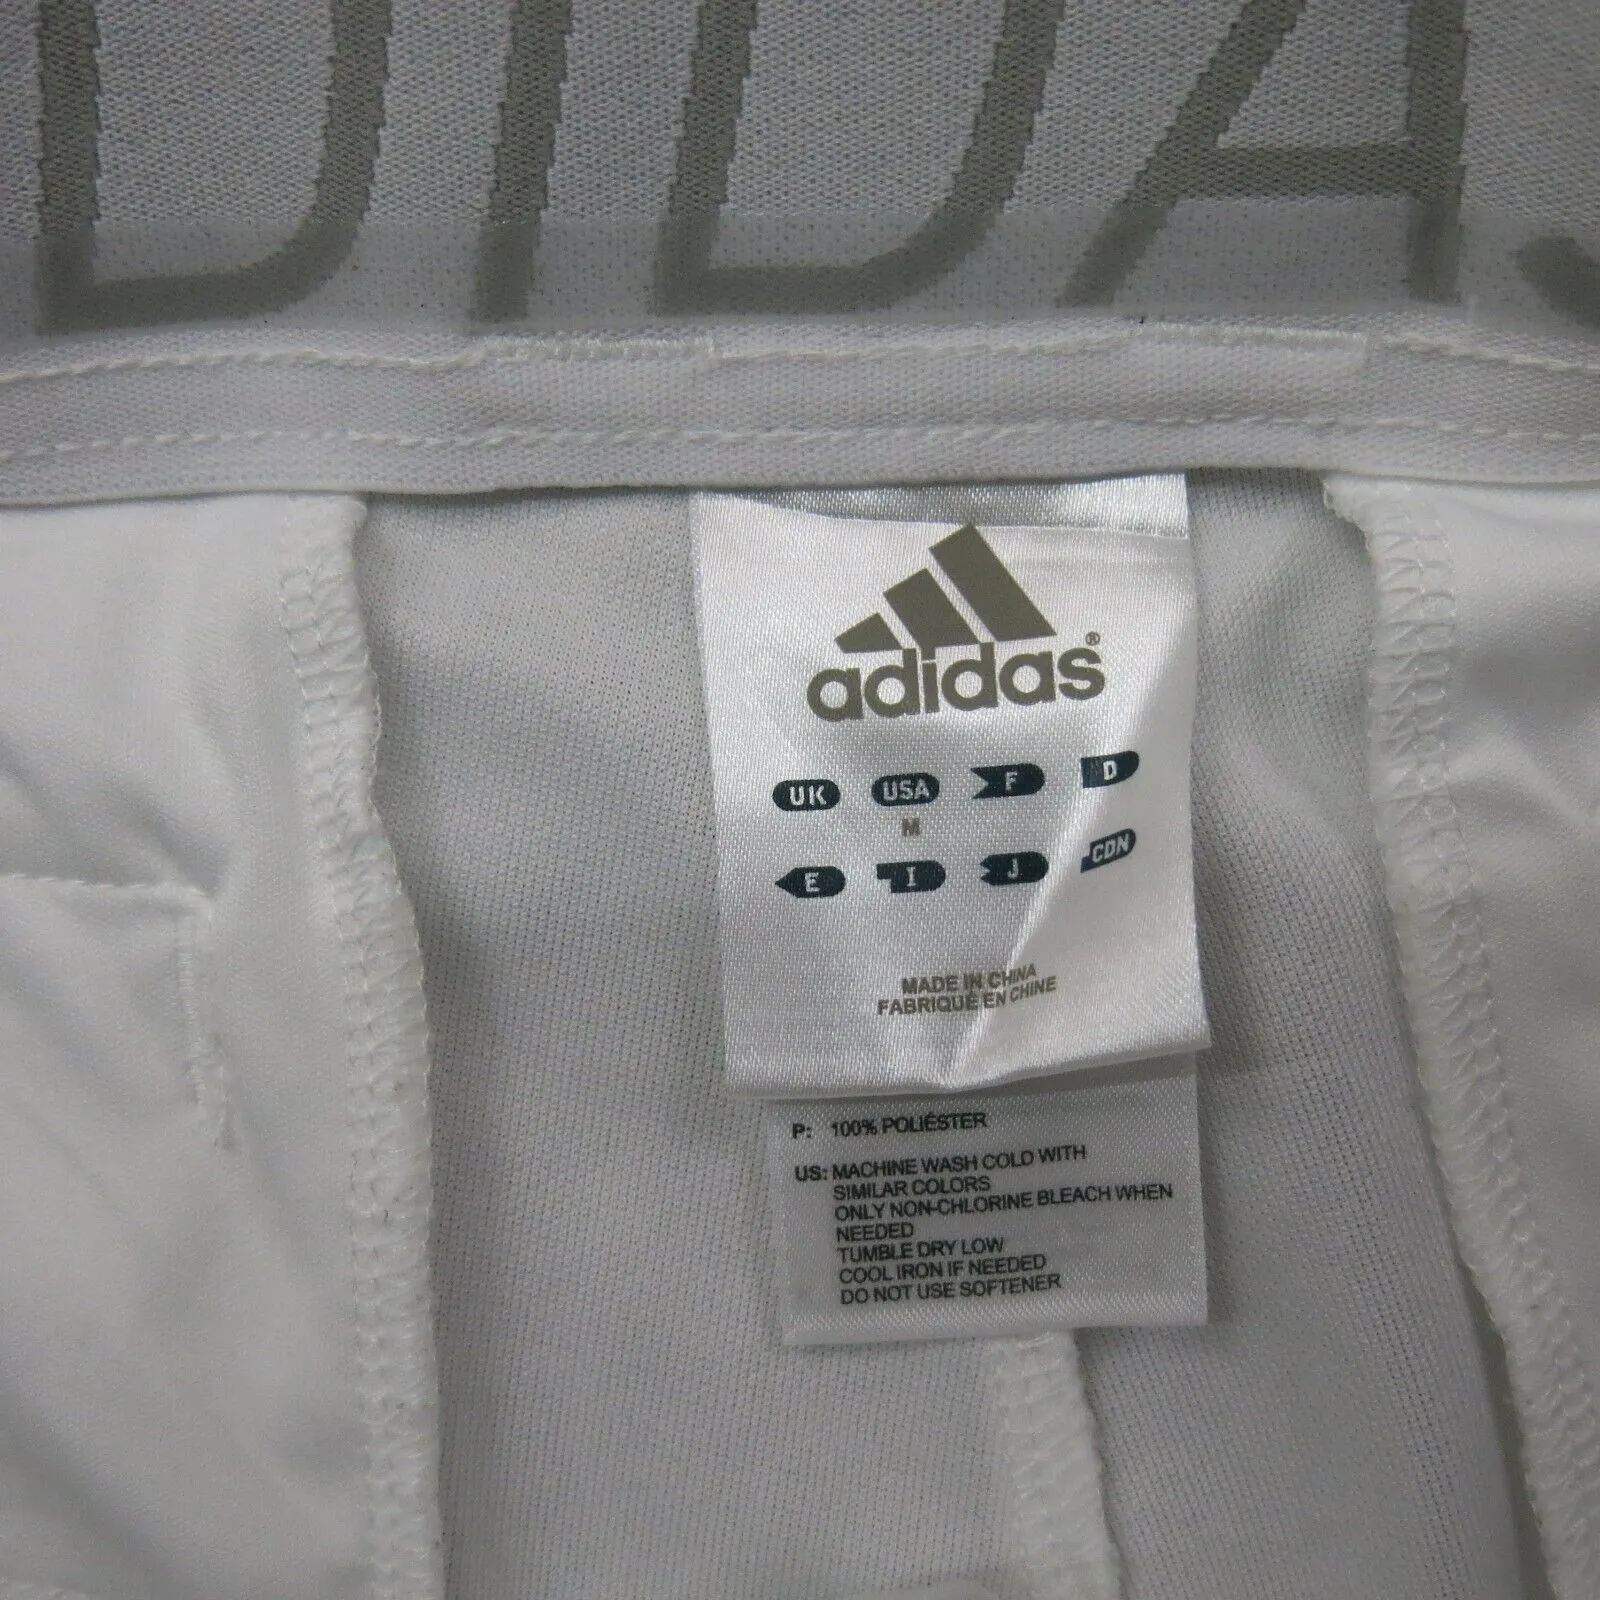 DIDAS
adidas®
UK USA F D
M
E I J CDN
MADE IN CHINA
FABRIQUÉ EN CHINE
P: 100% POLIÉSTER
US: MACHINE WASH COLD WITH
SIMILAR COLORS
ONLY NON-CHLORINE BLEACH WHEN
NEEDED
TUMBLE DRY LOW
COOL IRON IF NEEDED
DO NOT USE SOFTENER